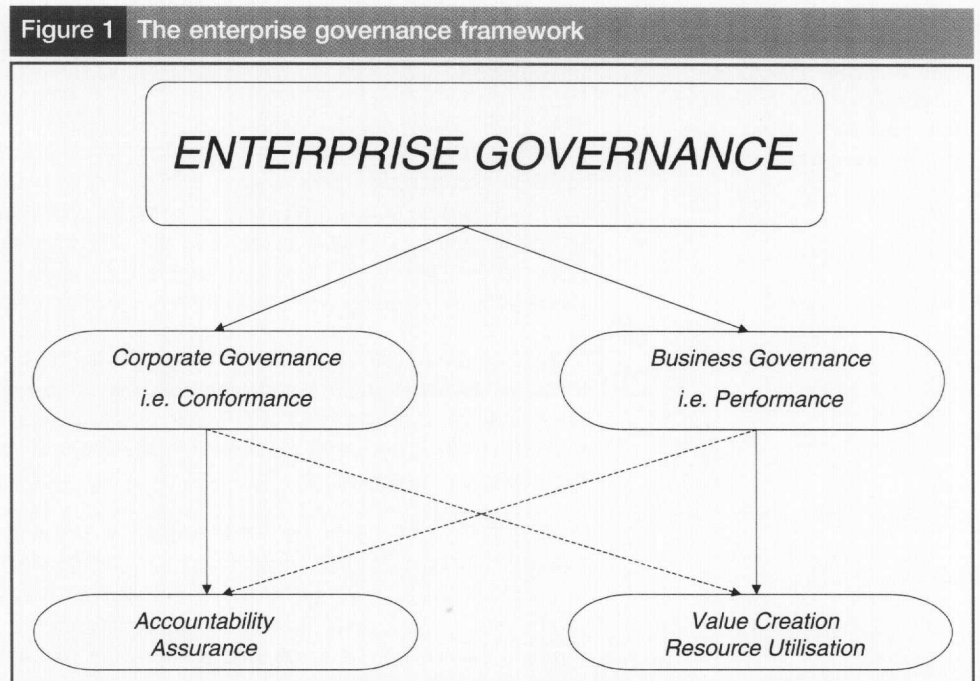 Figure 1 The enterprise governance framework
ENTERPRISE GOVERNANCE
Corporate Governance
i.e. Conformance
Business Governance
i.e. Performance
Accountability
Assurance
Value Creation
Resource Utilisation